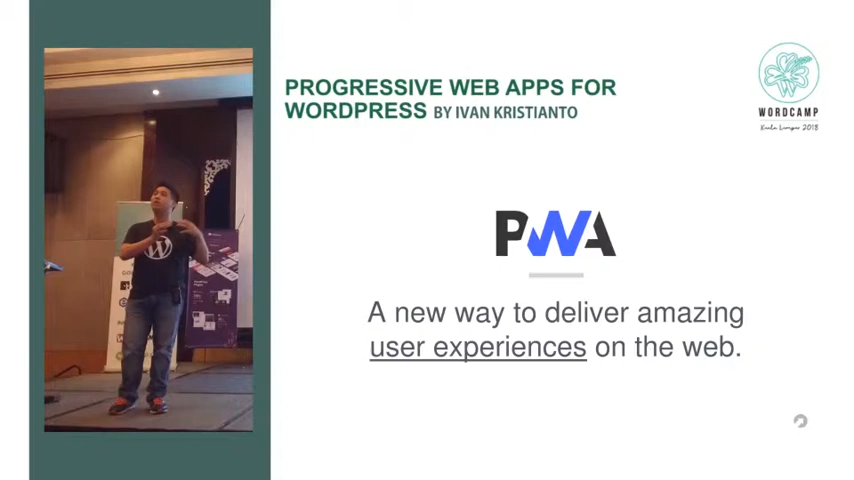 PROGRESSIVE WEB APPS FOR
WORDPRESS BY IVAN KRISTIANTO
WORDCAMP
Kuala Lumpur 2018
PWA
A new way to deliver amazing
user experiences on the web.